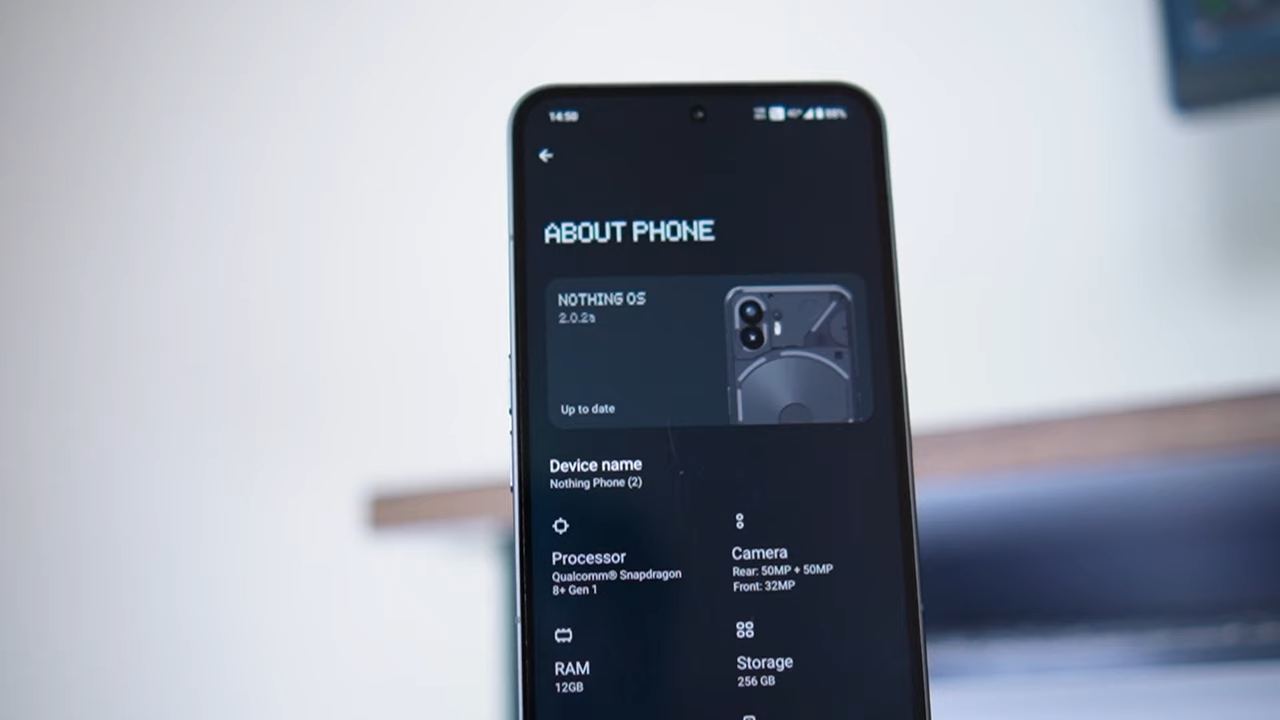 14:50
ABOUT PHONE
NOTHING OS
2.0.2a
Up to date
Device name
Nothing Phone (2)
Processor
Qualcomm® Snapdragon
8+ Gen 1
Camera
Rear: 50MP + 50MP
Front: 32MP
RAM
12GB
Storage
256 GB